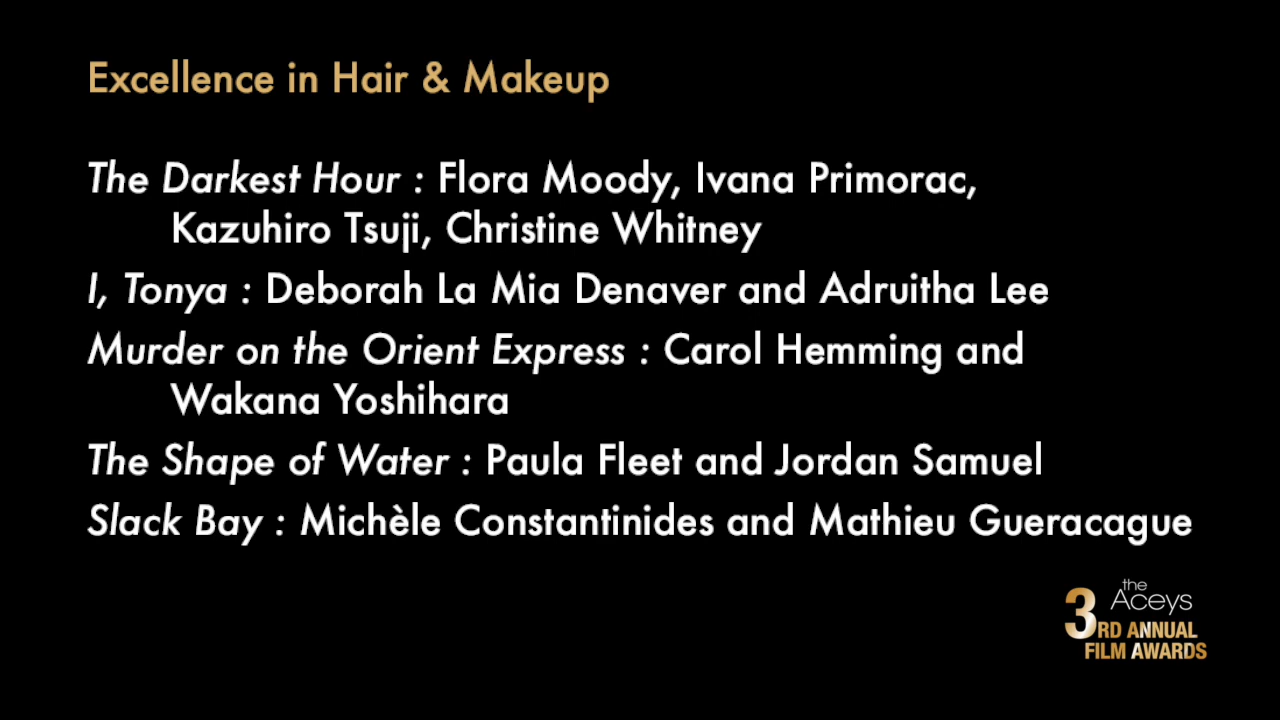 Excellence in Hair & Makeup
The Darkest Hour : Flora Moody, Ivana Primorac,
Kazuhiro Tsuji, Christine Whitney
I, Tonya : Deborah La Mia Denaver and Adruitha Lee
Murder on the Orient Express : Carol Hemming and
Wakana Yoshihara
The Shape of Water : Paula Fleet and Jordan Samuel
Slack Bay : Michèle Constantinides and Mathieu Gueracague
the
Aceys
3RD ANNUAL
FILM AWARDS